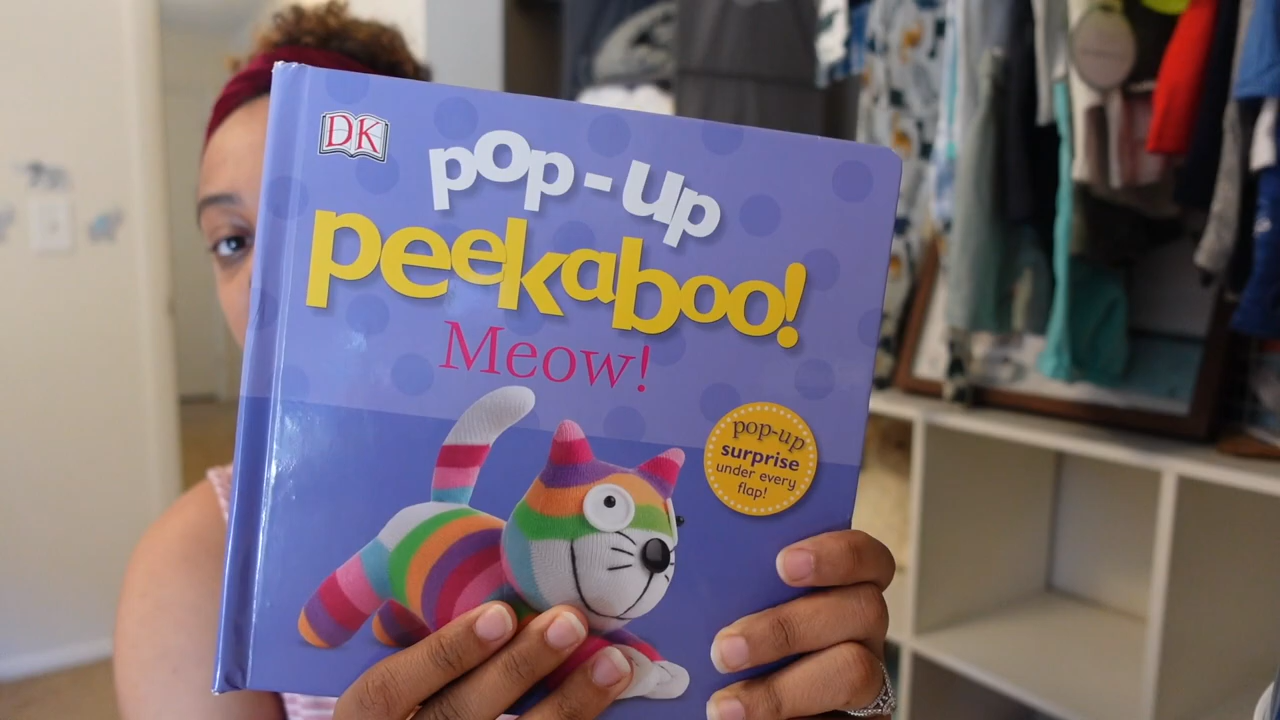 DK
pop-up
peekaboo!
Meow!
pop-up
surprise
under every
flap!